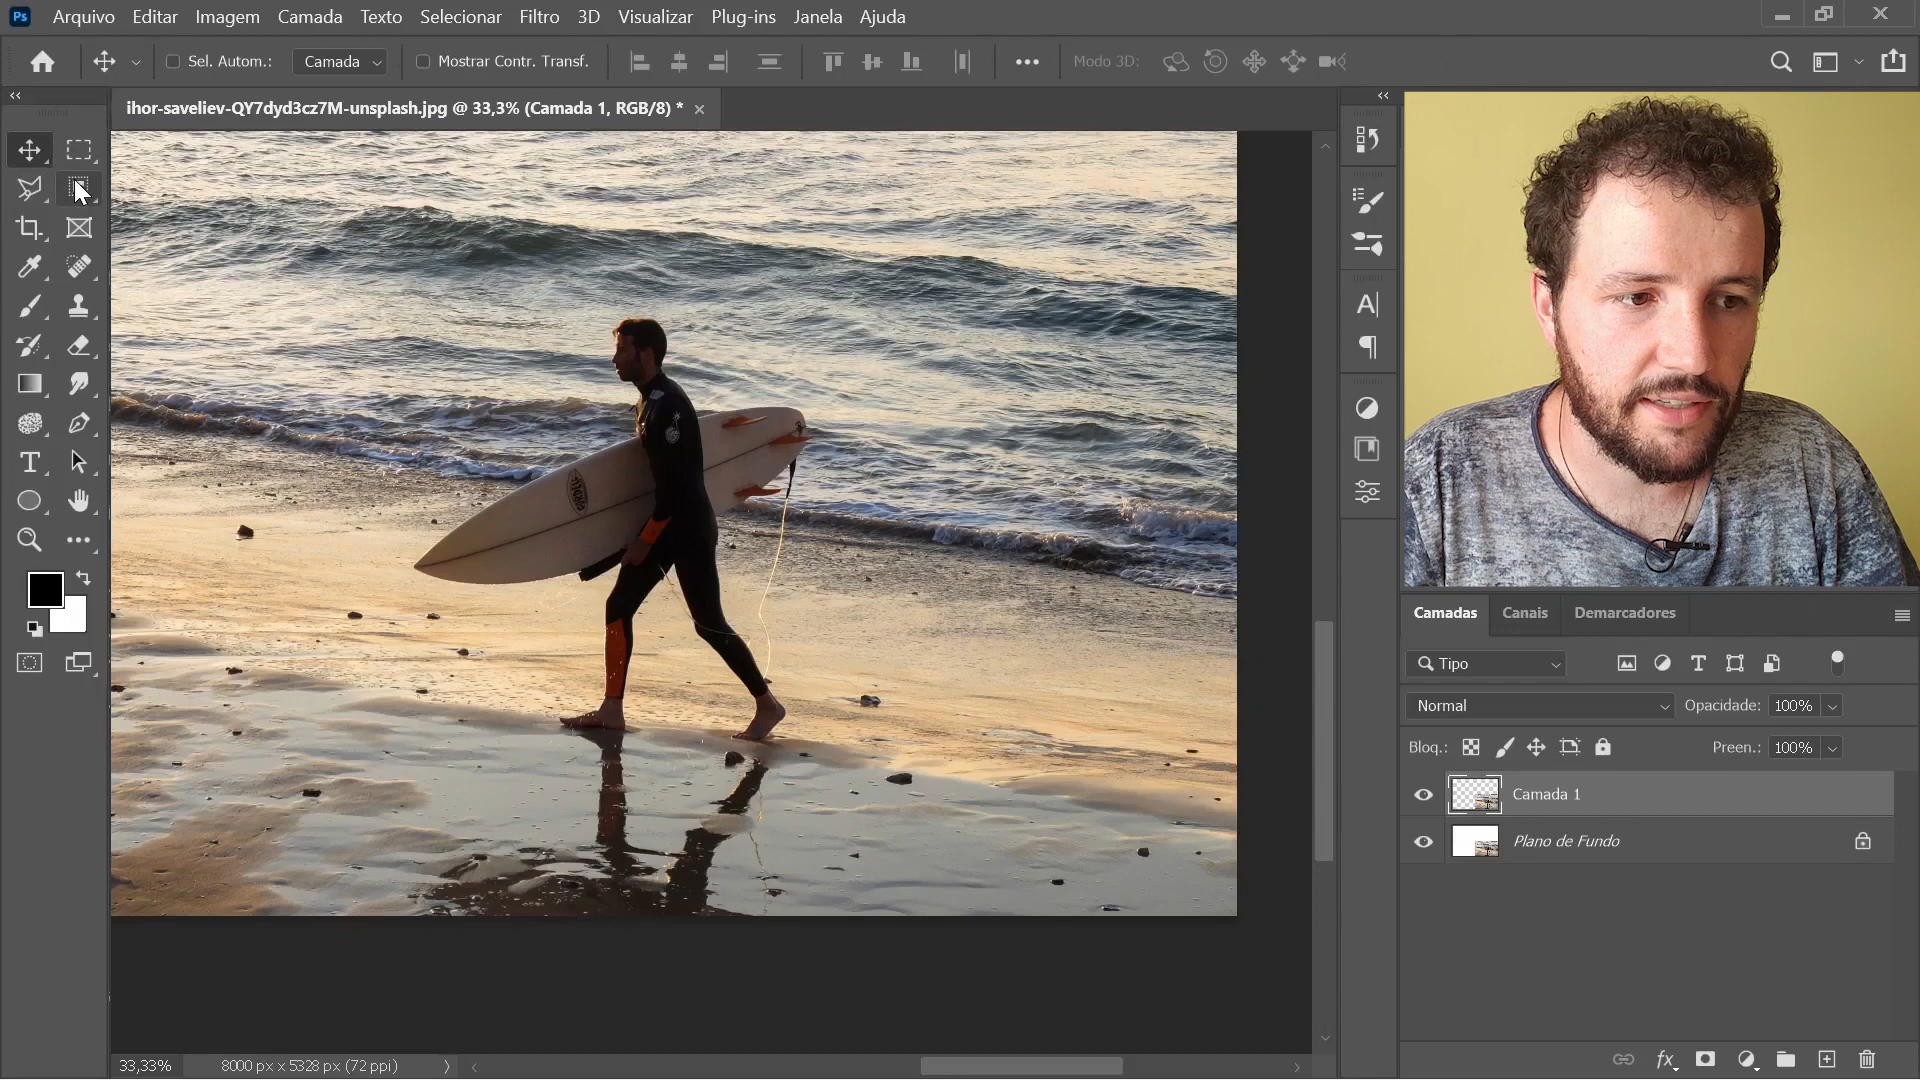 Ps Arquivo Editar Imagem Camada Texto Selecionar Filtro 3D Visualizar Plug-ins Janela Ajuda
Sel. Autom.: Camada Mostrar Contr. Transf. Modo 3D:
ihor-saveliev-QY7dyd3cz7M-unsplash.jpg @ 33,3% (Camada 1, RGB/8) *
Camadas Canais Demarcadores
Tipo
Normal Opacidade: 100%
Bloq.: Preen.: 100%
Camada 1
Plano de Fundo
33,33% 8000 px x 5328 px (72 ppi)